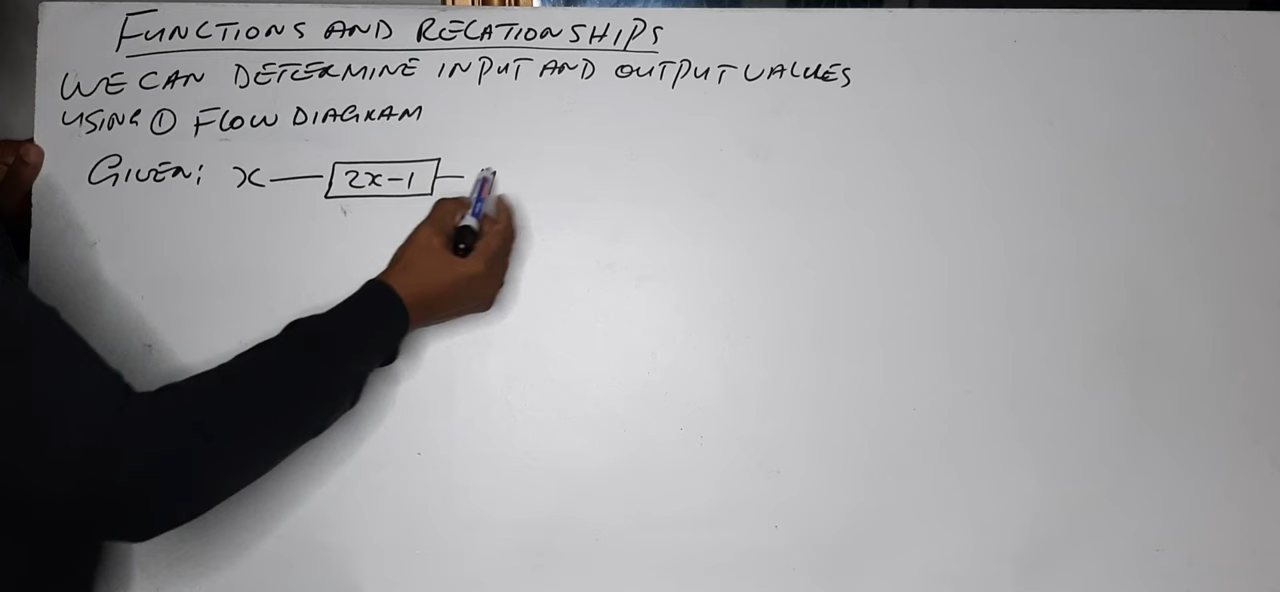 FUNCTIONS AND RELATIONSHIPS
WE CAN DETERMINE INPUT AND OUTPUT VALUES
USING ① FLOW DIAGRAM
GIVEN: x — 2x-1 —